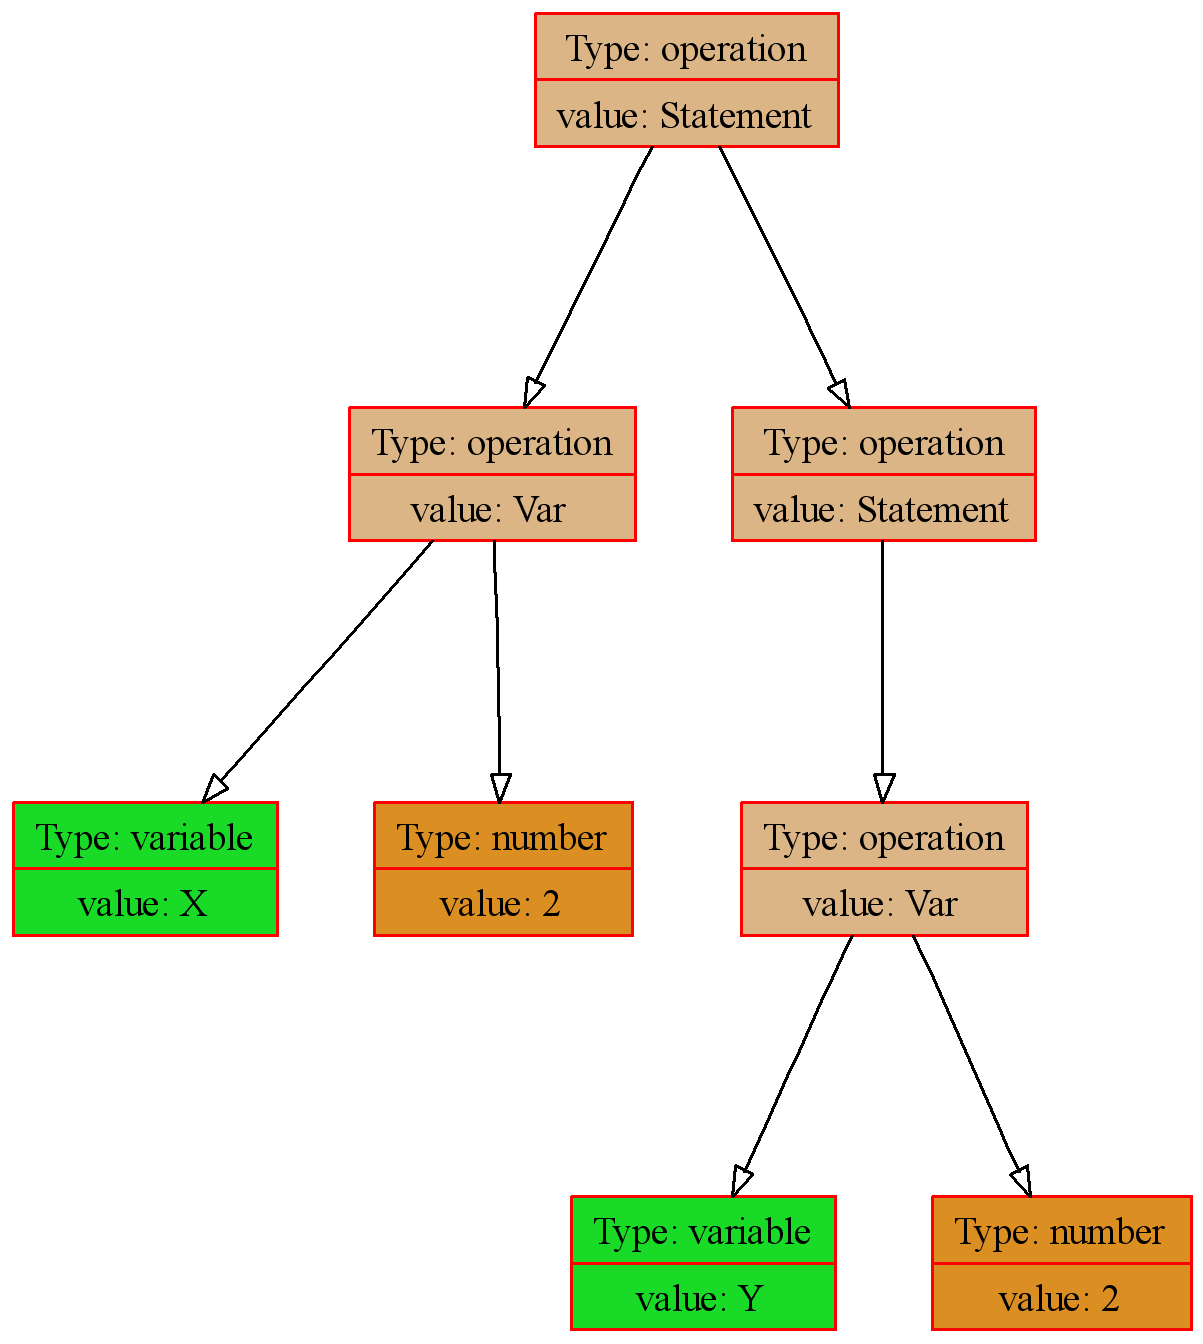 Type: operation
value: Statement
Type: operation
value: Var
Type: operation
value: Statement
Type: variable
value: X
Type: number
value: 2
Type: operation
value: Var
Type: variable
value: Y
Type: number
value: 2